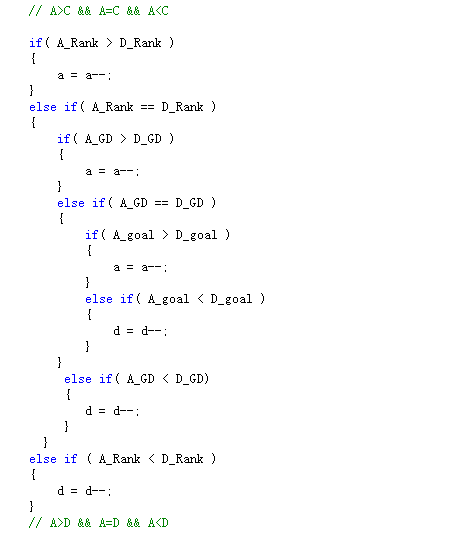 // A>C && A=C && A<C
if( A_Rank > D_Rank )
{
a = a--;
}
else if( A_Rank == D_Rank )
{
if( A_GD > D_GD )
{
a = a--;
}
else if( A_GD == D_GD )
{
if( A_goal > D_goal )
{
a = a--;
}
else if( A_goal < D_goal )
{
d = d--;
}
}
else if( A_GD < D_GD)
{
d = d--;
}
}
else if ( A_Rank < D_Rank )
{
d = d--;
}
// A>D && A=D && A<D